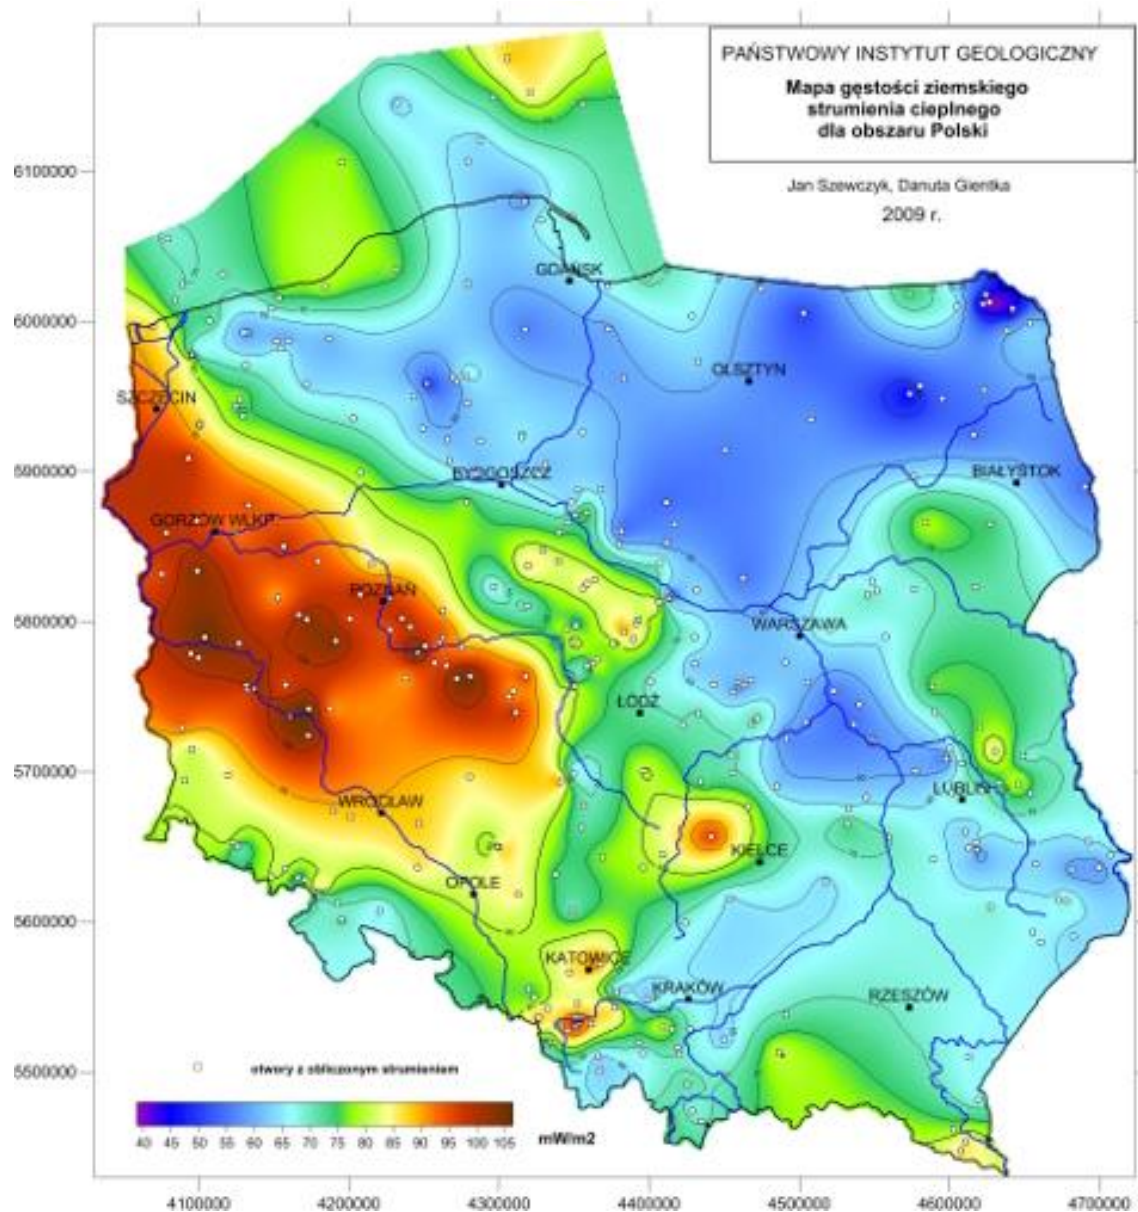 PAŃSTWOWY INSTYTUT GEOLOGICZNY
Mapa gęstości ziemskiego
strumienia cieplnego
dla obszaru Polski
Jan Szewczyk, Danuta Gientka
2009 r.
6100000
6000000
5900000
5800000
5700000
5600000
5500000
GDAŃSK
OLSZTYN
SZCZECIN
BYDGOSZCZ
BIAŁYSTOK
GORZÓW WLKP
POZNAŃ
WARSZAWA
ŁÓDŹ
LUBLIN
WROCŁAW
KIELCE
OPOLE
KATOWICE
KRAKÓW
RZESZÓW
otwory z obliczonym strumieniem
40 45 50 55 60 65 70 75 80 85 90 95 100 105
mW/m2
4100000 4200000 4300000 4400000 4500000 4600000 4700000